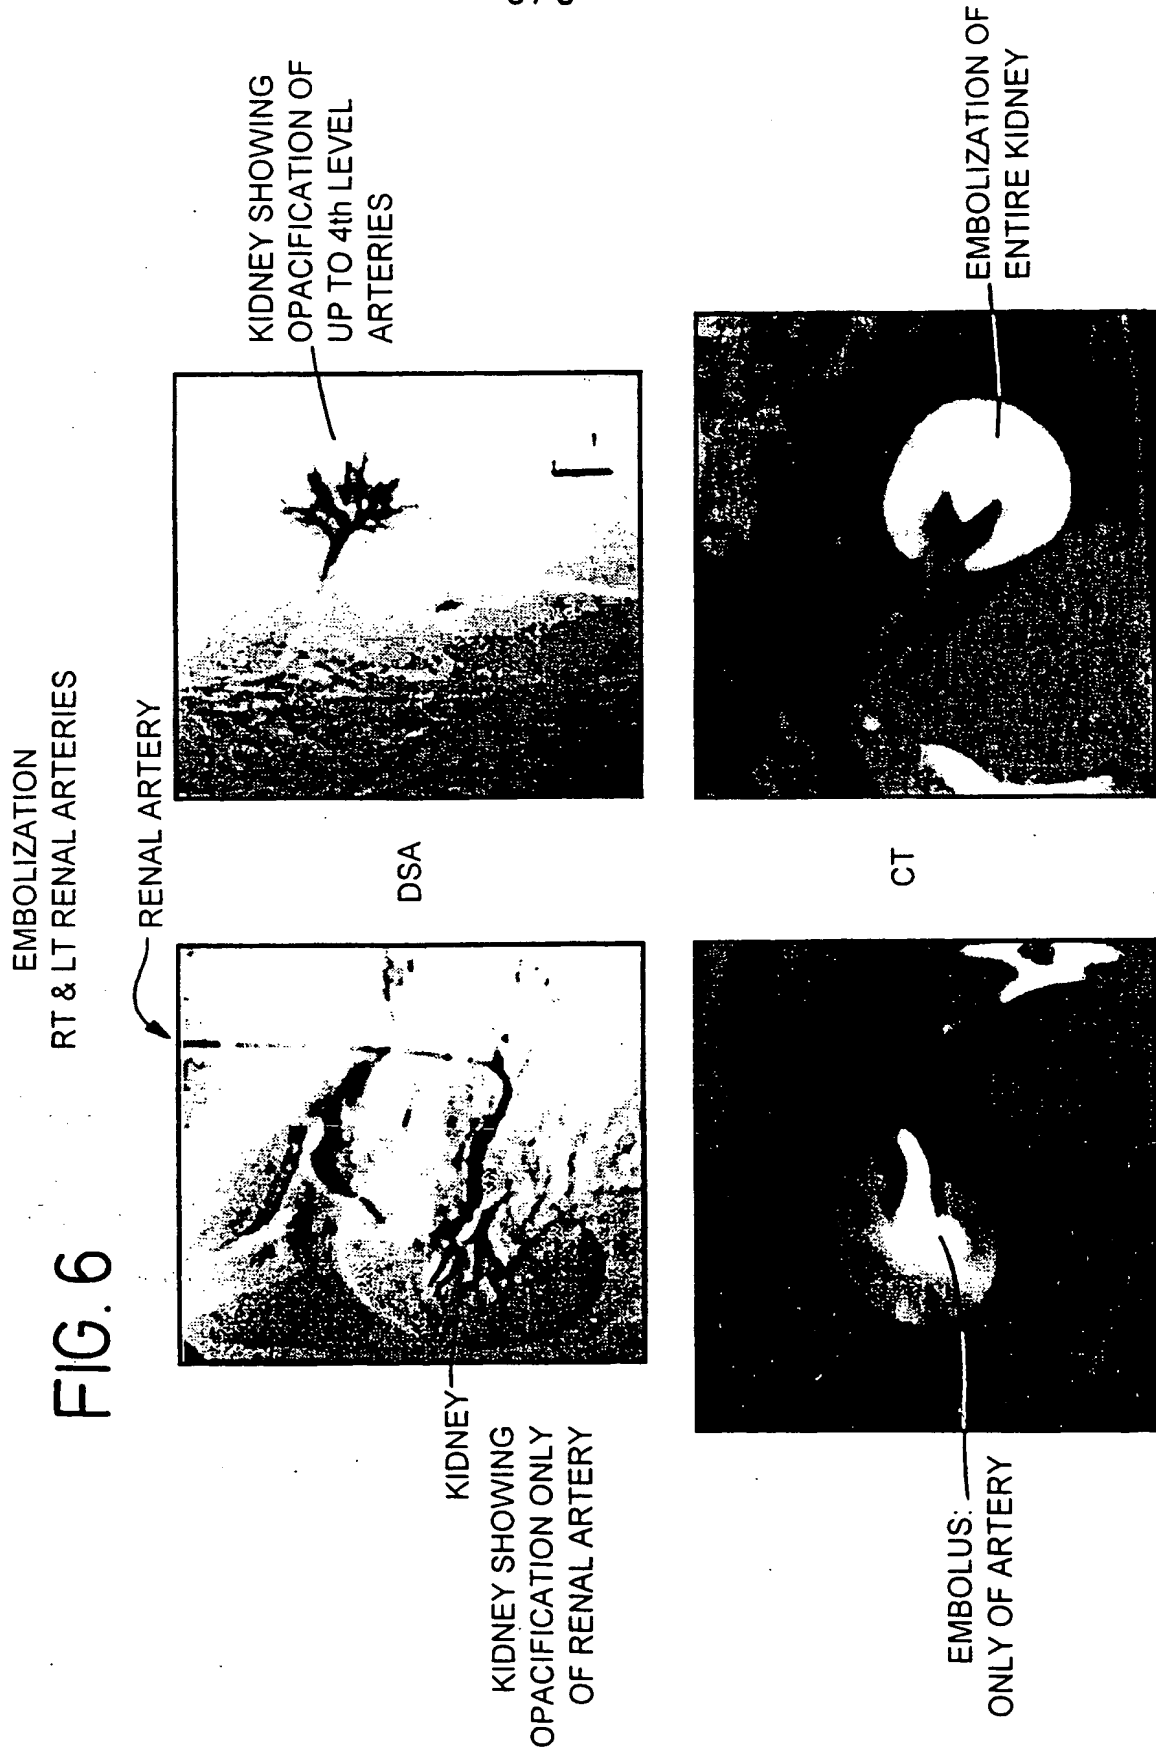 FIG. 6
EMBOLIZATION
RT & LT RENAL ARTERIES
RENAL ARTERY
KIDNEY
KIDNEY SHOWING
OPACIFICATION ONLY
OF RENAL ARTERY
DSA
KIDNEY SHOWING
OPACIFICATION OF
UP TO 4th LEVEL
ARTERIES
EMBOLUS:
ONLY OF ARTERY
CT
EMBOLIZATION OF
ENTIRE KIDNEY